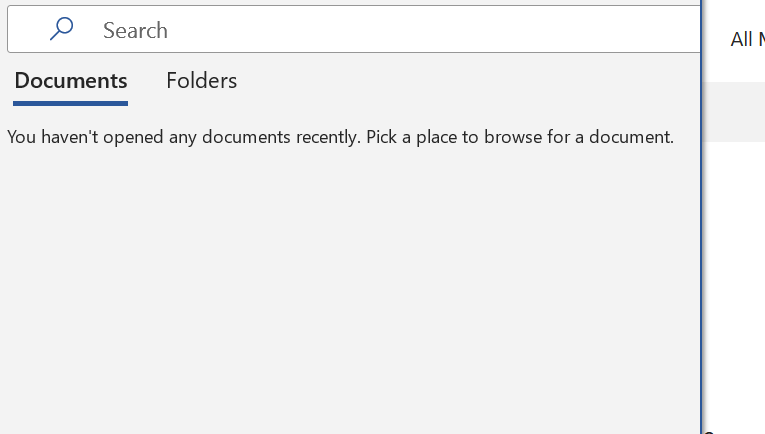 Search
All
Documents Folders
You haven't opened any documents recently. Pick a place to browse for a document.